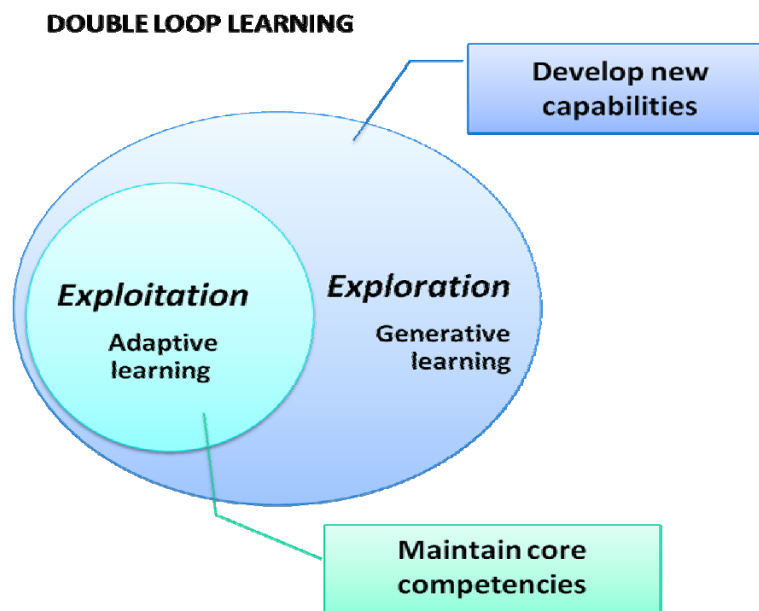 DOUBLE LOOP LEARNING
Develop new
capabilities
Exploitation
Adaptive
learning
Exploration
Generative
learning
Maintain core
competencies